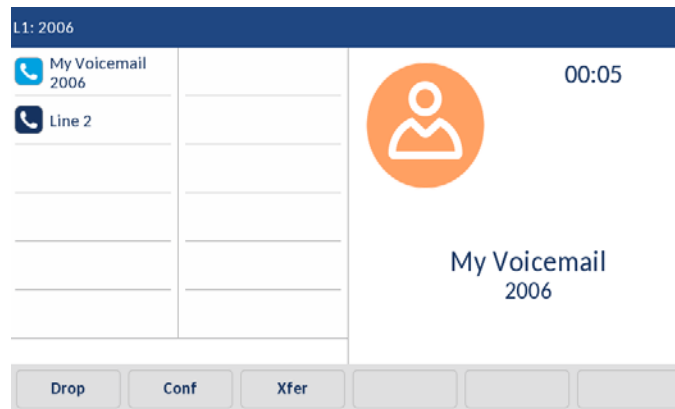 L1: 2006
My Voicemail
2006
Line 2
00:05
My Voicemail
2006
Drop
Conf
Xfer